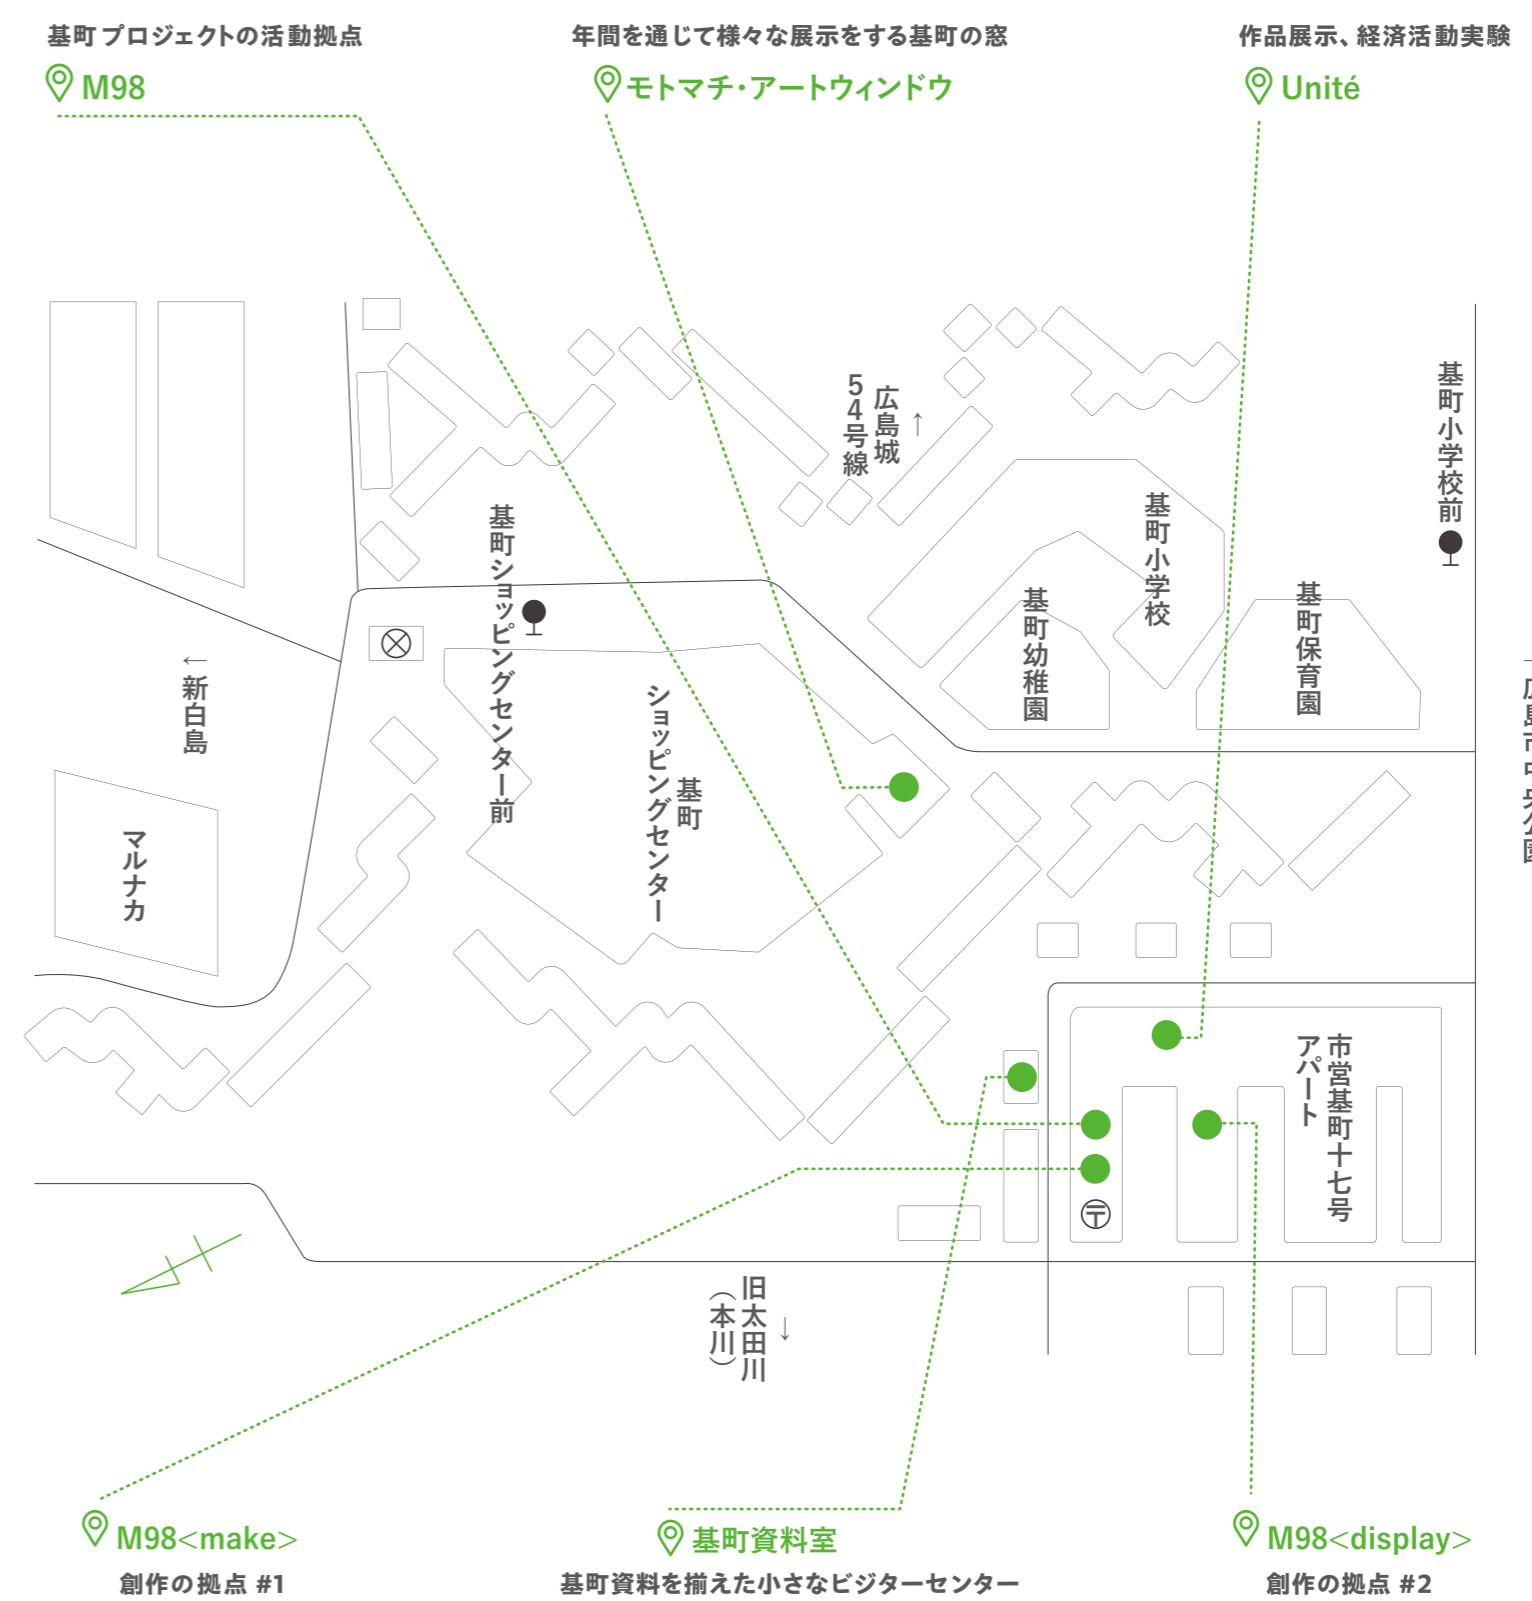 基町プロジェクトの活動拠点
M98
年間を通じて様々な展示をする基町の窓
モトマチ・アートウィンドウ
作品展示、経済活動実験
Unité
広島城
54号線
↑
基町小学校前
基町小学校
基町幼稚園
基町保育園
基町ショッピングセンター前
基町
ショッピングセンター
←新白島
マルナカ
広島市中央公園
市営基町十七号
アパート
〒
旧太田川
(本川)
↓
M98<make>
創作の拠点 #1
基町資料室
基町資料を揃えた小さなビジターセンター
M98<display>
創作の拠点 #2